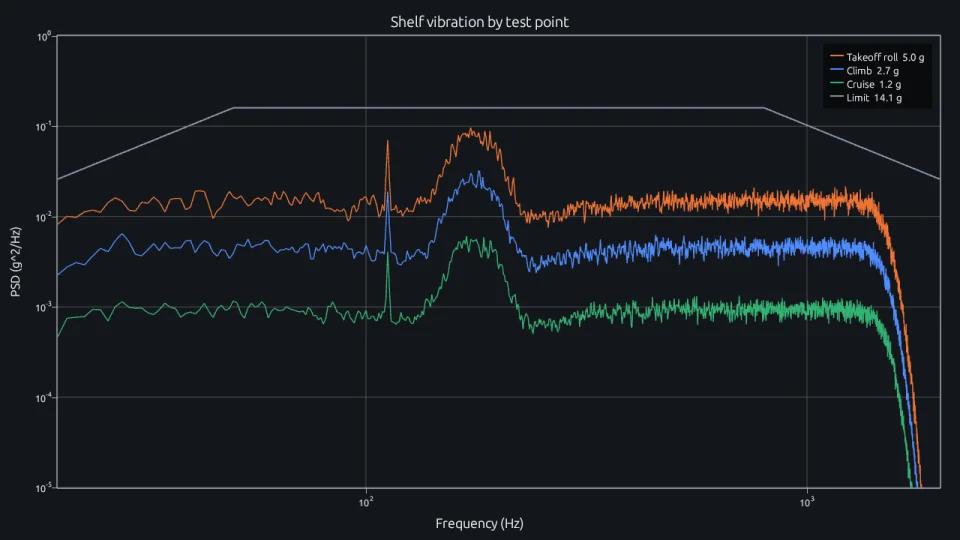 Shelf vibration by test point
Takeoff roll 5.0 g
Climb 2.7 g
Cruise 1.2 g
Limit 14.1 g
10^0
10^-1
10^-2
10^-3
10^-4
10^-5
PSD (g^2/Hz)
10^2
10^3
Frequency (Hz)